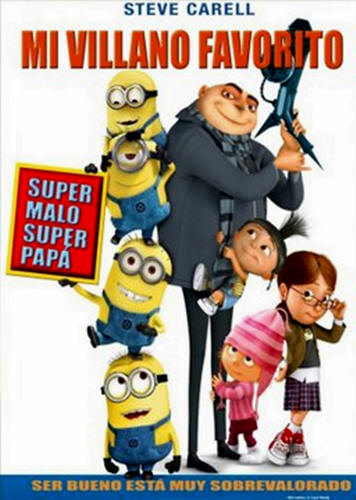 STEVE CARELL
MI VILLANO FAVORITO
SUPER
MALO
SUPER
PAPÁ
SER BUENO ESTÁ MUY SOBREVALORADO